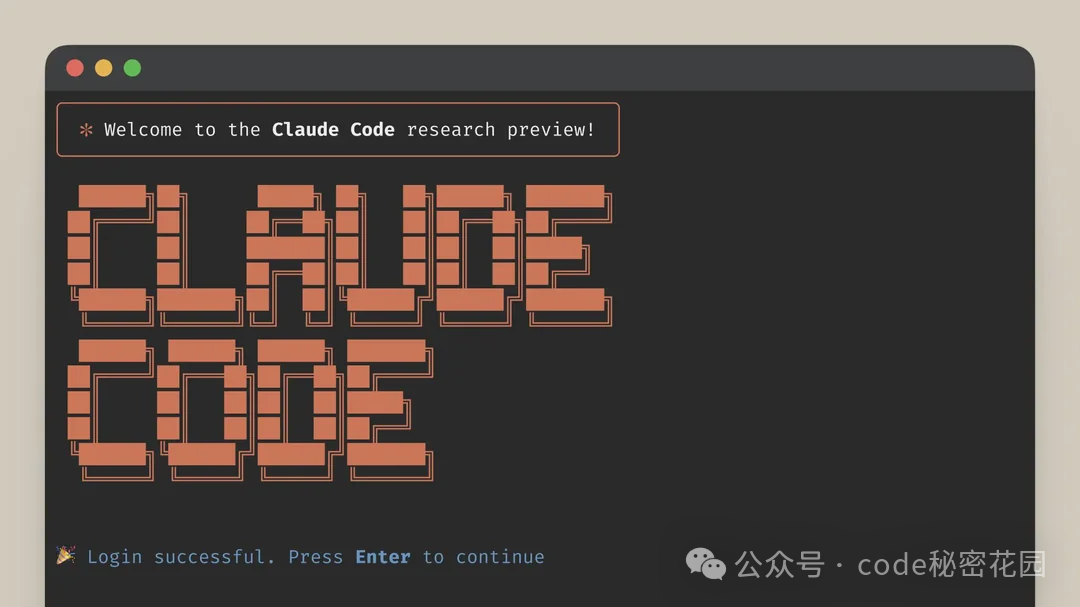 ✻ Welcome to the Claude Code research preview!
CLAUDE
CODE
🎉 Login successful. Press Enter to continue
公众号 · code秘密花园